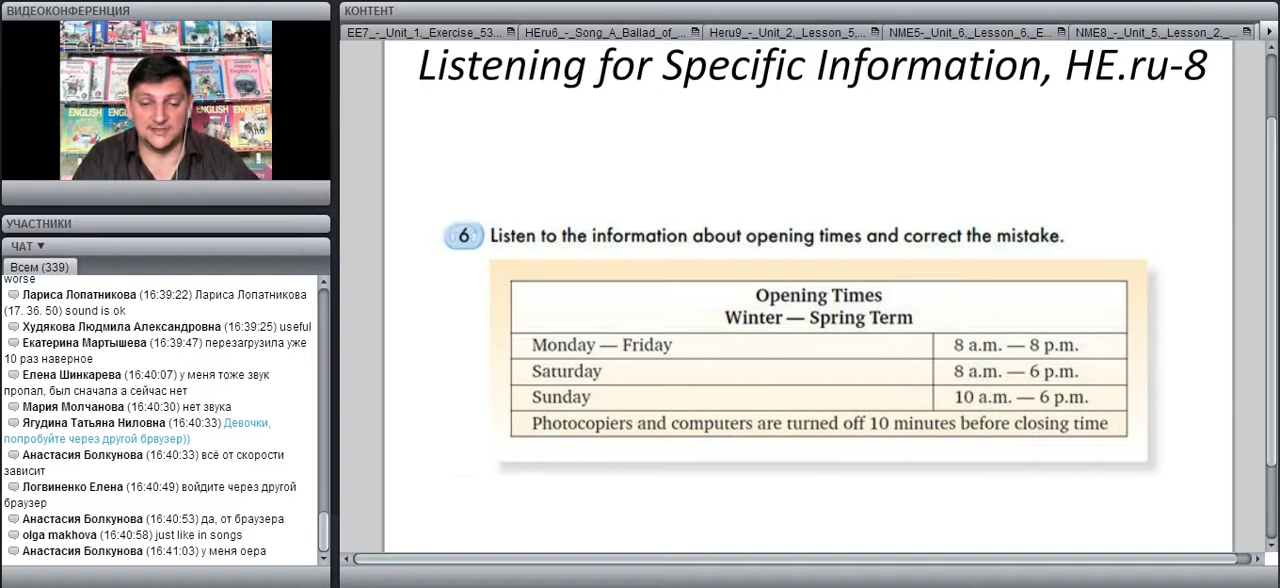 ВИДЕОКОНФЕРЕНЦИЯ
ENGLISH
ENGLISH
УЧАСТНИКИ
ЧАТ ▼
Всем (339)
worse
Лариса Лопатникова (16:39:22) Лариса Лопатникова
(17. 36. 50) sound is ok
Худякова Людмила Александровна (16:39:25) useful
Екатерина Мартышева (16:39:47) перезагрузила уже
10 раз наверное
Елена Шинкарева (16:40:07) у меня тоже звук
пропал, был сначала а сейчас нет
Мария Молчанова (16:40:30) нет звука
Ягудина Татьяна Ниловна (16:40:33) Девочки,
попробуйте через другой брвузер))
Анастасия Болкунова (16:40:33) всё от скорости
зависит
Логвиненко Елена (16:40:49) войдите через другой
браузер
Анастасия Болкунова (16:40:53) да, от браузера
olga makhova (16:40:58) just like in songs
Анастасия Болкунова (16:41:03) у меня оера
КОНТЕНТ
EE7_-_Unit_1,_Exercise_53...
HEru6_-_Song_A_Ballad_of_...
Heru9_-_Unit_2,_Lesson_5,...
NME5-_Unit_6,_Lesson_6,_E...
NME8_-_Unit_5,_Lesson_2,_...
Listening for Specific Information, HE.ru-8
6 Listen to the information about opening times and correct the mistake.
Opening Times
Winter — Spring Term
Monday — Friday 8 a.m. — 8 p.m.
Saturday 8 a.m. — 6 p.m.
Sunday 10 a.m. — 6 p.m.
Photocopiers and computers are turned off 10 minutes before closing time